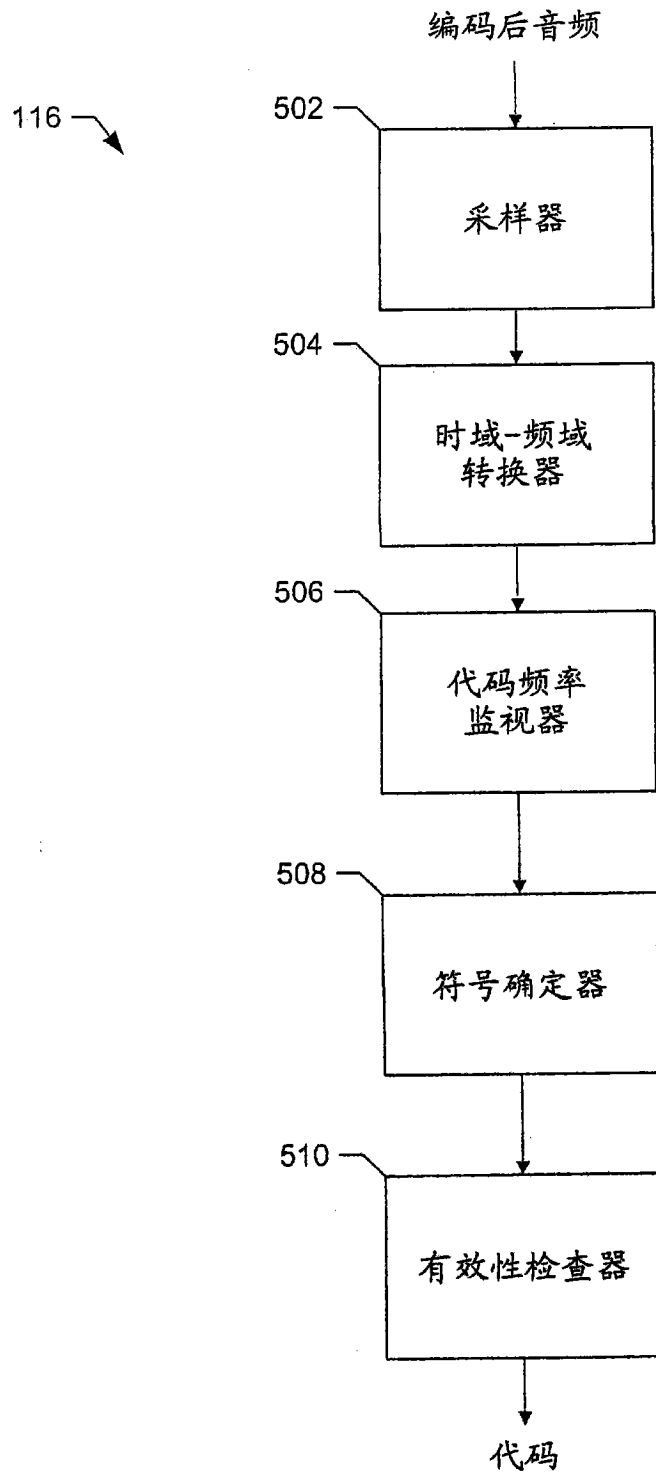 编码后音频
116
502
采样器
504
时域-频域
转换器
506
代码频率
监视器
508
符号确定器
510
有效性检查器
代码